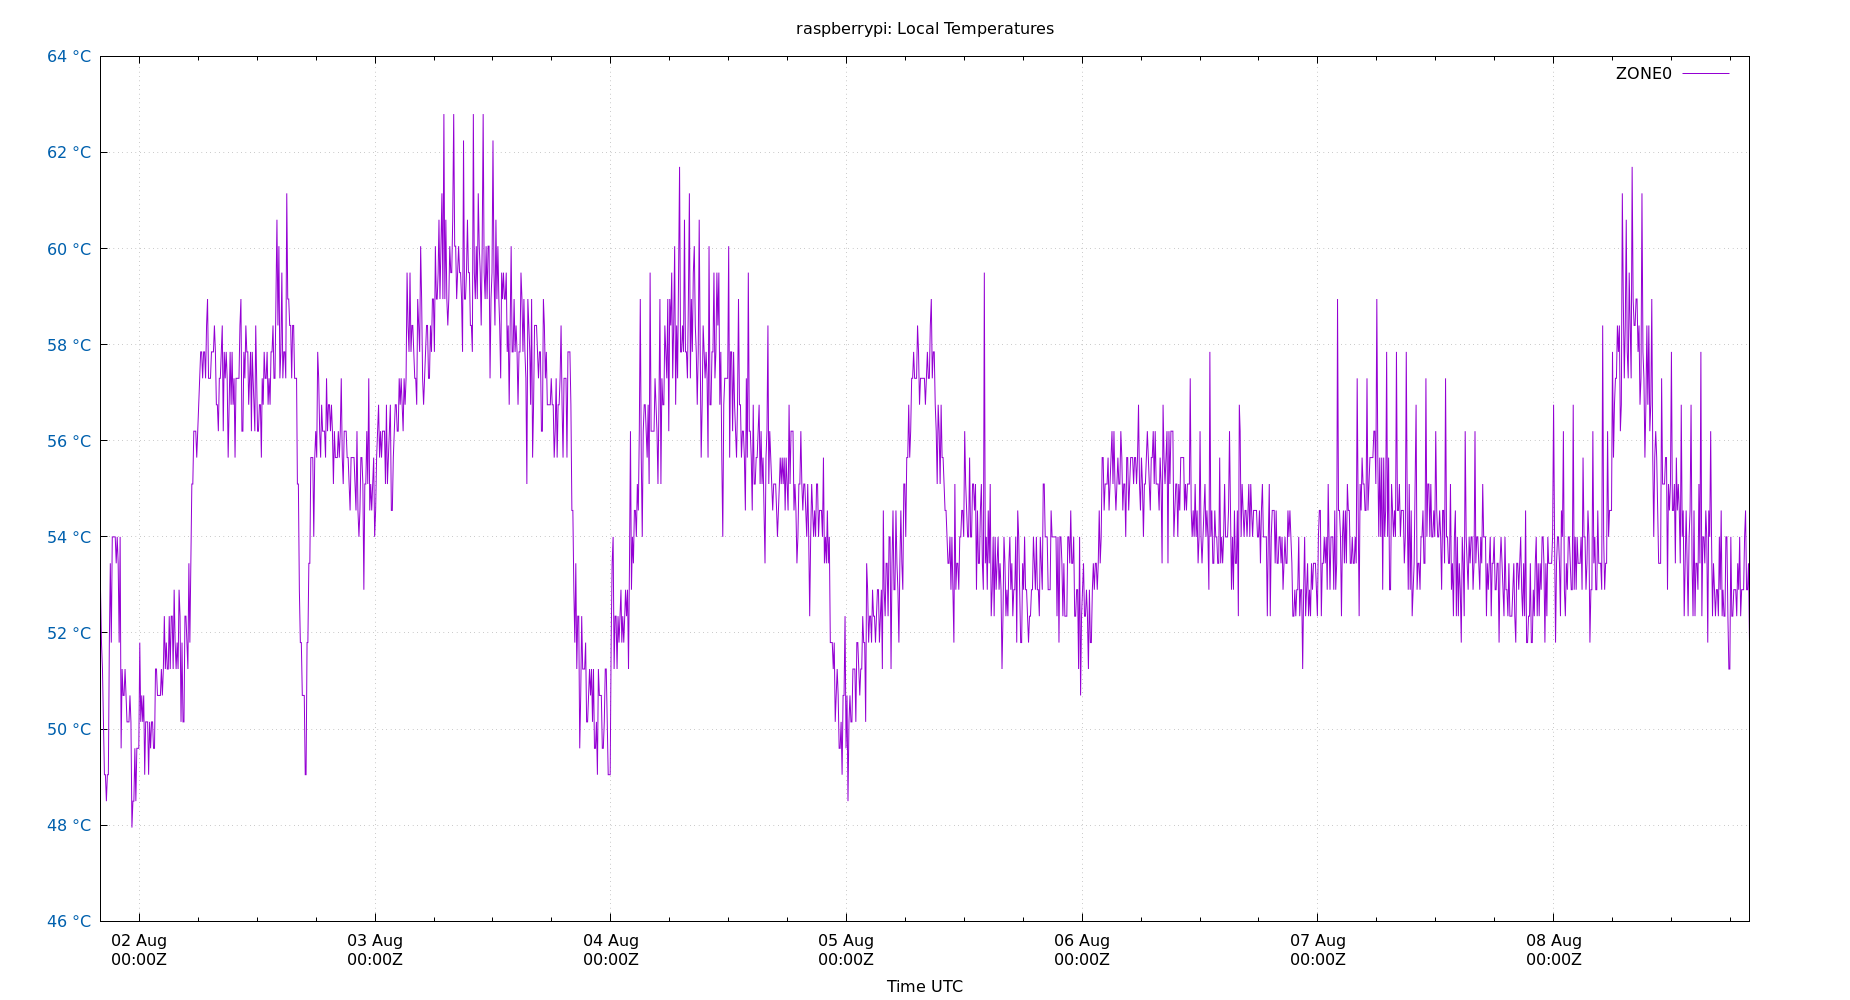 raspberrypi: Local Temperatures
64 °C
ZONE0
62 °C
60 °C
58 °C
56 °C
54 °C
52 °C
50 °C
48 °C
46 °C
02 Aug 03 Aug 04 Aug 05 Aug 06 Aug 07 Aug 08 Aug
00:00Z 00:00Z 00:00Z 00:00Z 00:00Z 00:00Z 00:00Z
Time UTC